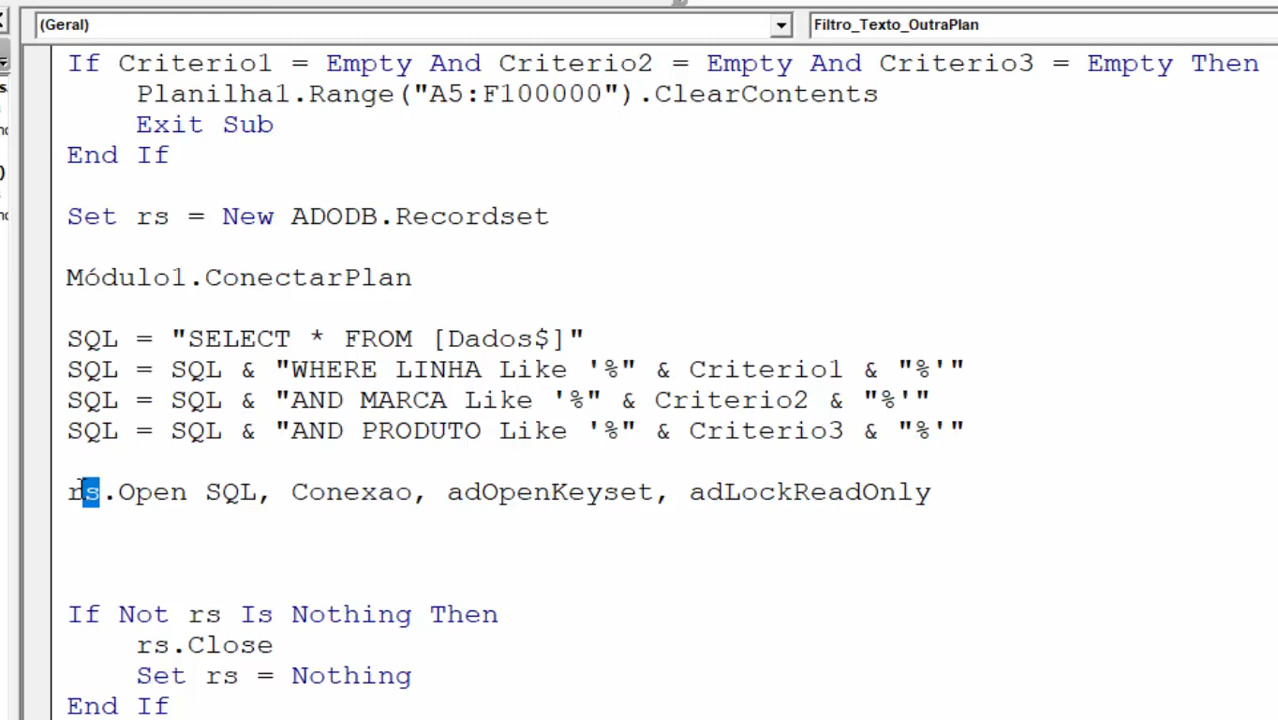 (Geral) Filtro_Texto_OutraPlan
If Criterio1 = Empty And Criterio2 = Empty And Criterio3 = Empty Then
Planilha1.Range("A5:F100000").ClearContents
Exit Sub
End If
Set rs = New ADODB.Recordset
Módulo1.ConectarPlan
SQL = "SELECT * FROM [Dados$]"
SQL = SQL & "WHERE LINHA Like '%" & Criterio1 & "%'"
SQL = SQL & "AND MARCA Like '%" & Criterio2 & "%'"
SQL = SQL & "AND PRODUTO Like '%" & Criterio3 & "%'"
rs.Open SQL, Conexao, adOpenKeyset, adLockReadOnly
If Not rs Is Nothing Then
rs.Close
Set rs = Nothing
End If